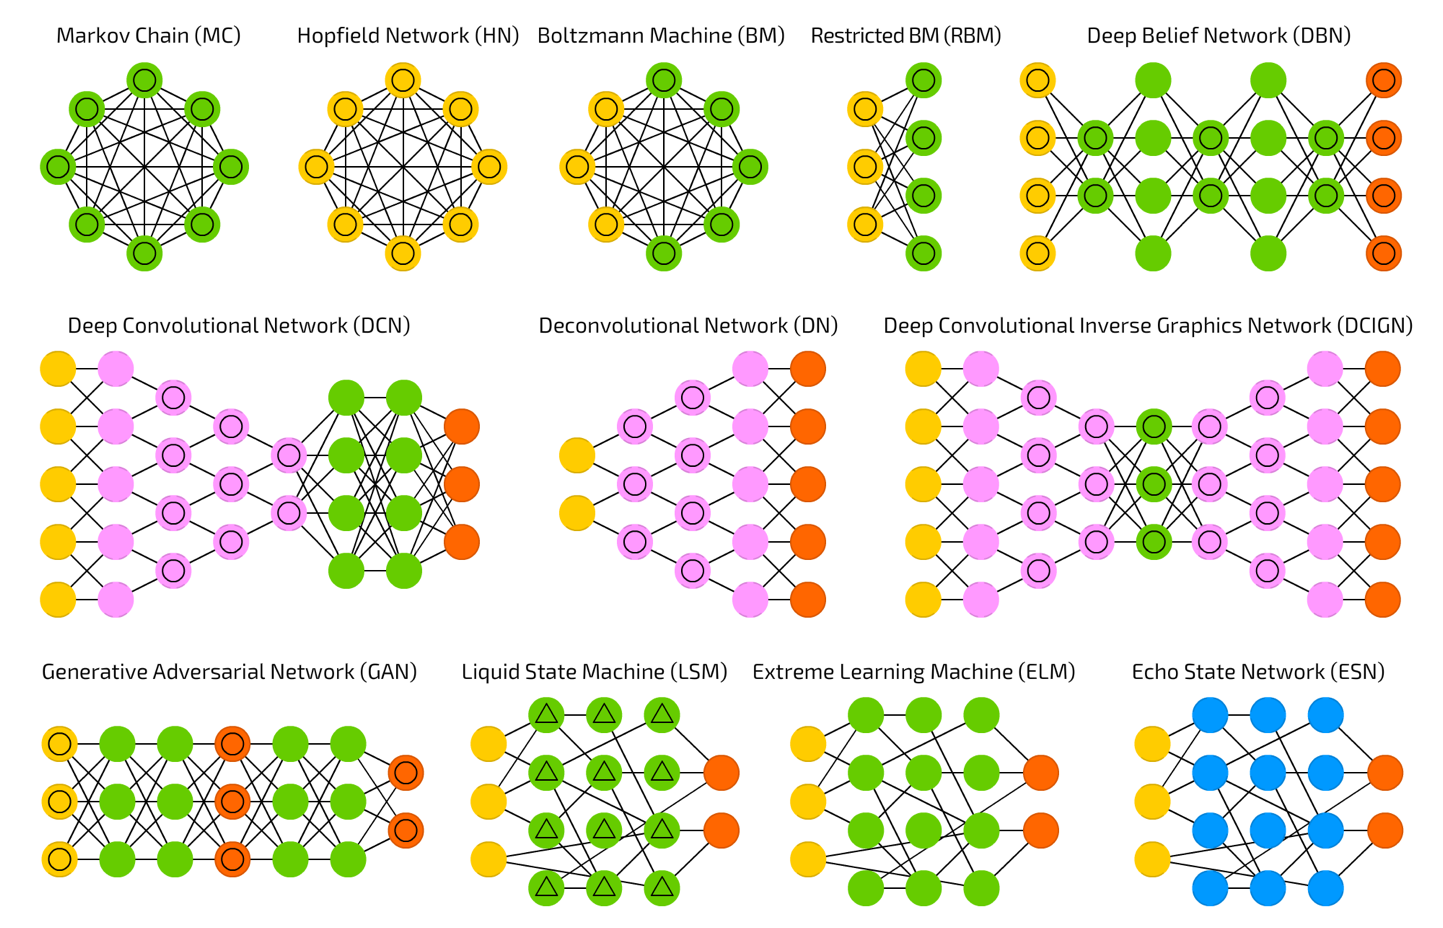 Markov Chain (MC)
Hopfield Network (HN)
Boltzmann Machine (BM)
Restricted BM (RBM)
Deep Belief Network (DBN)
Deep Convolutional Network (DCN)
Deconvolutional Network (DN)
Deep Convolutional Inverse Graphics Network (DCIGN)
Generative Adversarial Network (GAN)
Liquid State Machine (LSM)
Extreme Learning Machine (ELM)
Echo State Network (ESN)